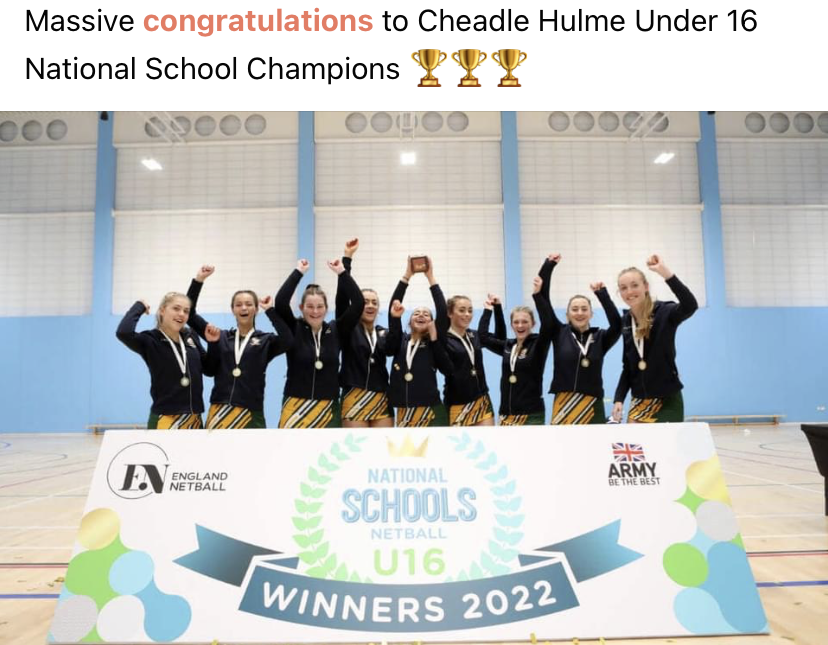 Massive congratulations to Cheadle Hulme Under 16
National School Champions 🏆🏆🏆
EN ENGLAND
NETBALL
NATIONAL
SCHOOLS
NETBALL
U16
WINNERS 2022
ARMY
BE THE BEST